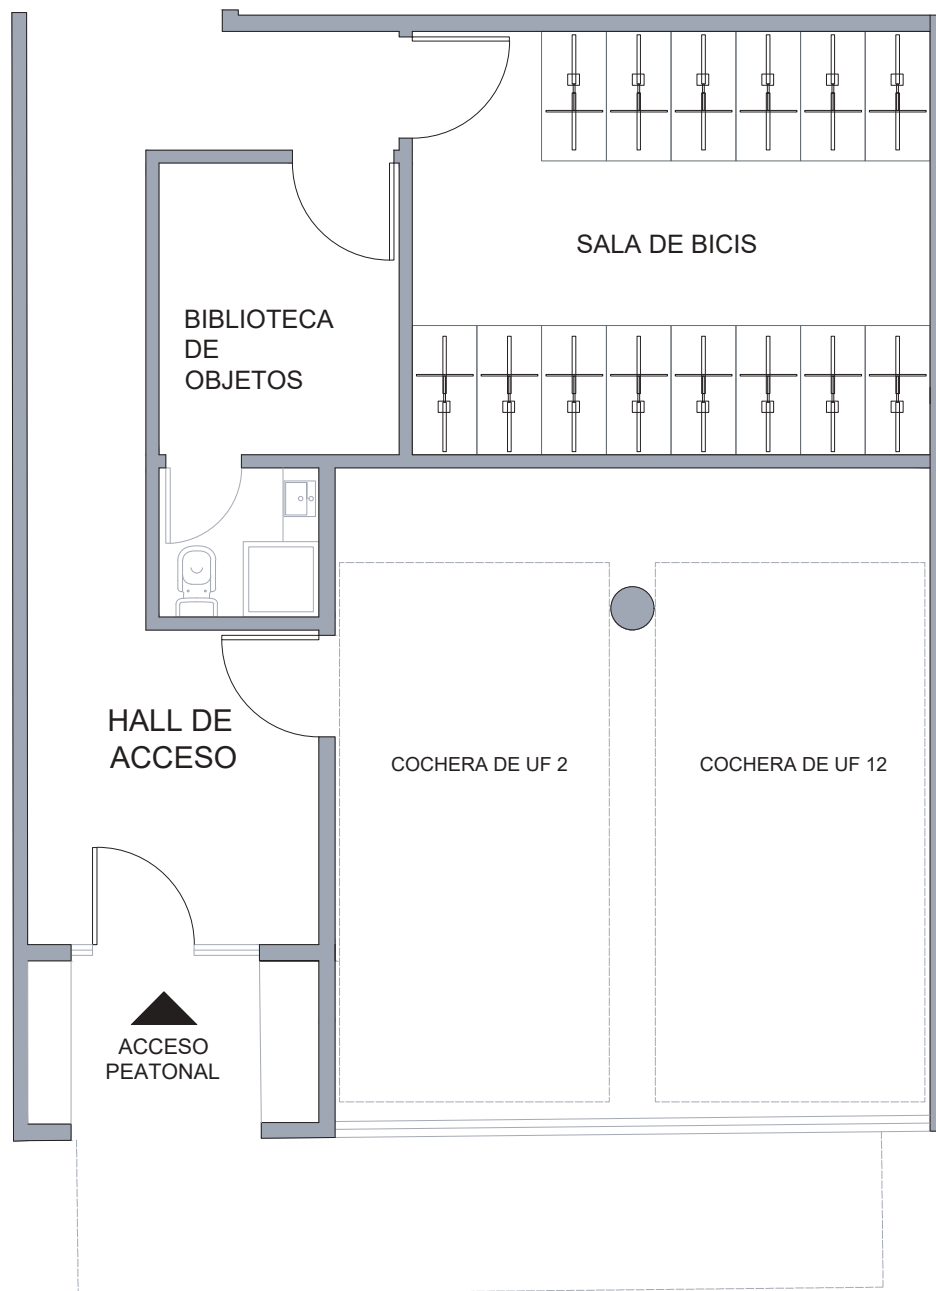 SALA DE BICIS
BIBLIOTECA
DE
OBJETOS
HALL DE
ACCESO
COCHERA DE UF 2
COCHERA DE UF 12
ACCESO
PEATONAL